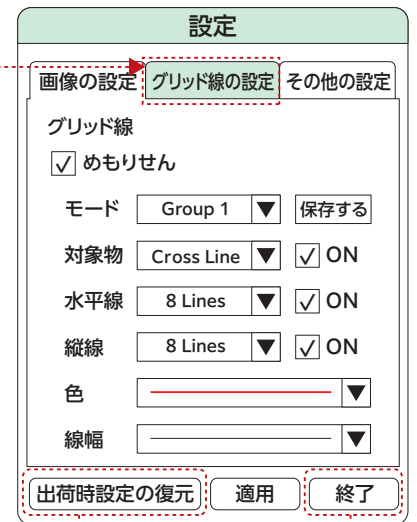 設定
画像の設定 グリッド線の設定 その他の設定
グリッド線
めもりせん
モード Group 1 保存する
対象物 Cross Line ON
水平線 8 Lines ON
縦線 8 Lines ON
色
線幅
出荷時設定の復元 適用 終了